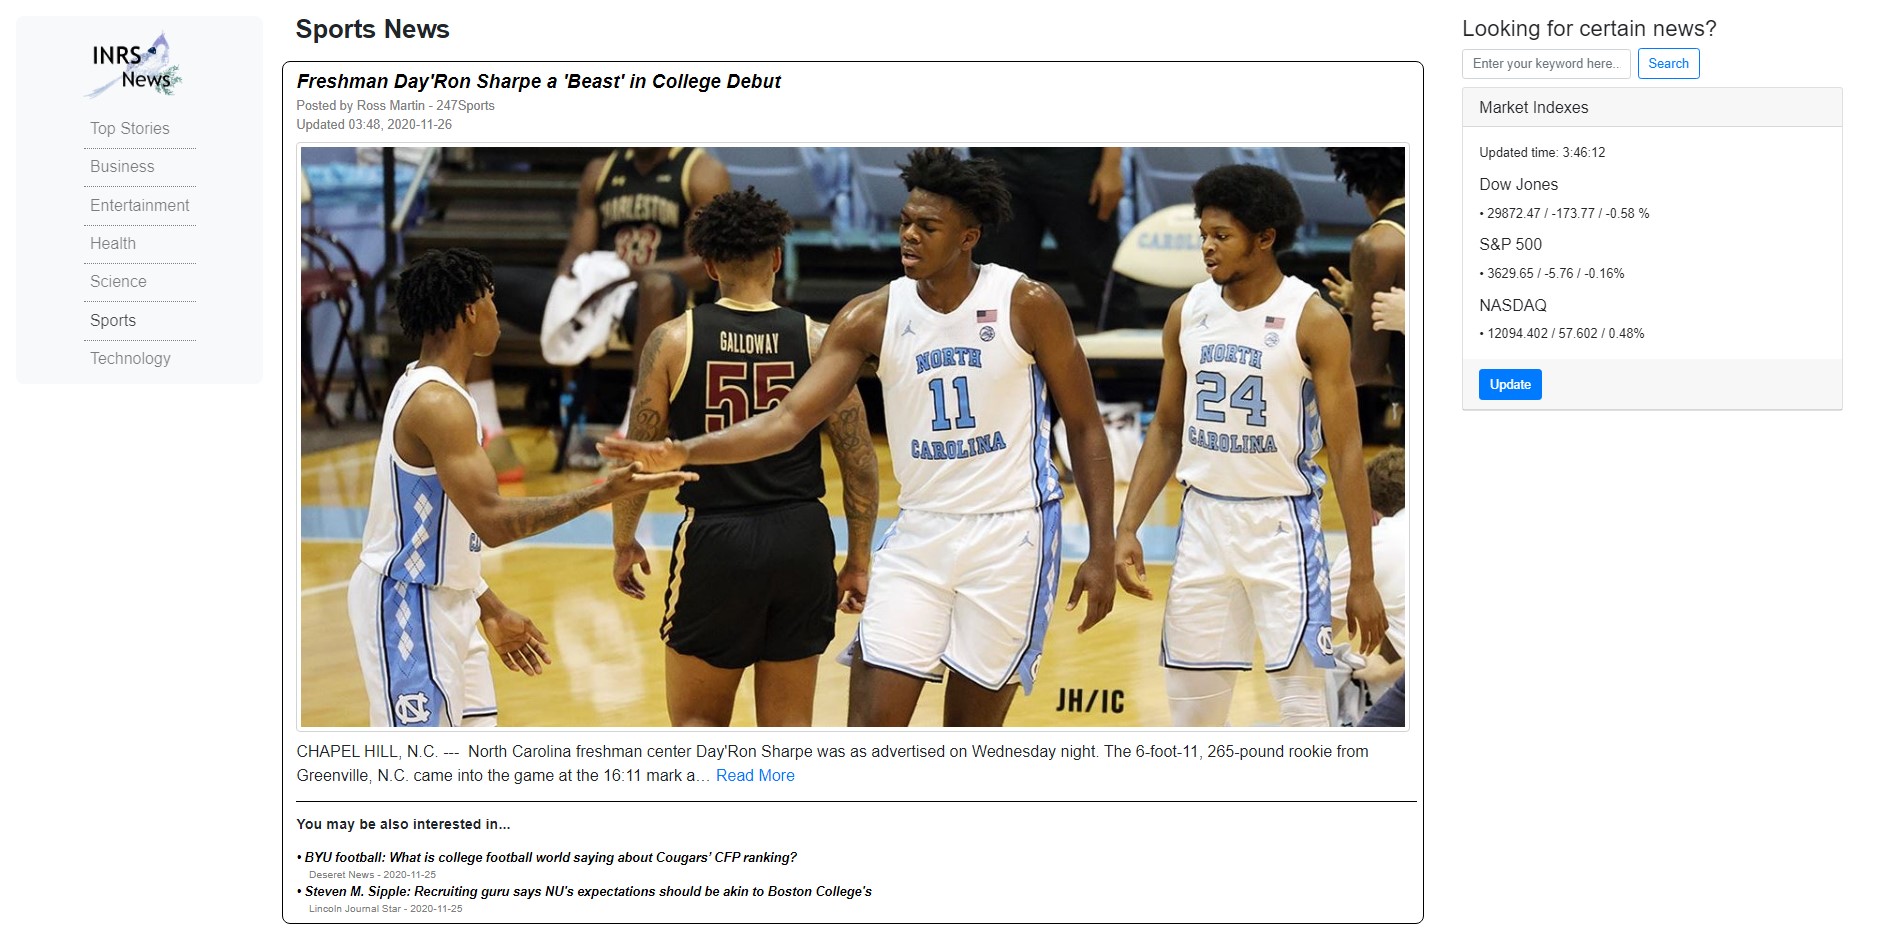 INRS
News
Top Stories
Business
Entertainment
Health
Science
Sports
Technology
Sports News
Freshman Day'Ron Sharpe a 'Beast' in College Debut
Posted by Ross Martin - 247Sports
Updated 03:48, 2020-11-26
GALLOWAY
55
NORTH
11
CAROLINA
NORTH
24
CAROLINA
JH/IC
CHAPEL HILL, N.C. --- North Carolina freshman center Day'Ron Sharpe was as advertised on Wednesday night. The 6-foot-11, 265-pound rookie from
Greenville, N.C. came into the game at the 16:11 mark a… Read More
You may be also interested in...
• BYU football: What is college football world saying about Cougars’ CFP ranking?
Deseret News - 2020-11-25
• Steven M. Sipple: Recruiting guru says NU's expectations should be akin to Boston College's
Lincoln Journal Star - 2020-11-25
Looking for certain news?
Enter your keyword here..
Search
Market Indexes
Updated time: 3:46:12
Dow Jones
• 29872.47 / -173.77 / -0.58 %
S&P 500
• 3629.65 / -5.76 / -0.16%
NASDAQ
• 12094.402 / 57.602 / 0.48%
Update